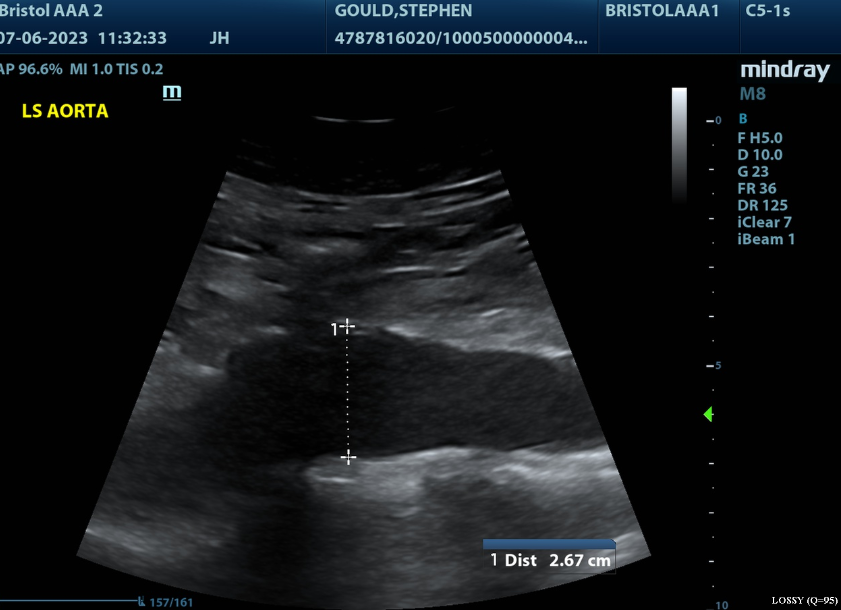 Bristol AAA 2 GOULD,STEPHEN BRISTOLAAA1 C5-1s
07-06-2023 11:32:33 JH 4787816020/1000500000004...
AP 96.6% MI 1.0 TIS 0.2
mindray
m
M8
LS AORTA
B
F H5.0
D 10.0
G 23
FR 36
DR 125
iClear 7
iBeam 1
0
1
5
1 Dist 2.67 cm
157/161
10
LOSSY (Q=95)